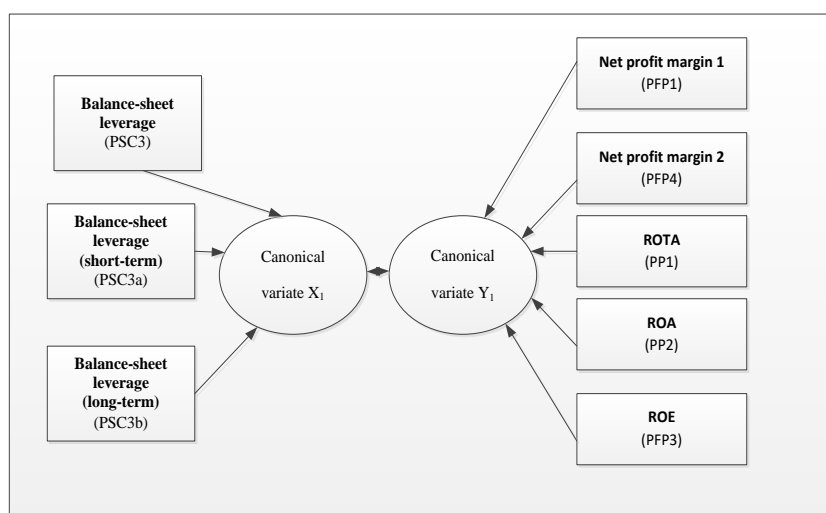 Balance-sheet
leverage
(PSC3)
Balance-sheet
leverage
(short-term)
(PSC3a)
Balance-sheet
leverage
(long-term)
(PSC3b)
Canonical
variate X₁
Canonical
variate Y₁
Net profit margin 1
(PFP1)
Net profit margin 2
(PFP4)
ROTA
(PP1)
ROA
(PP2)
ROE
(PFP3)